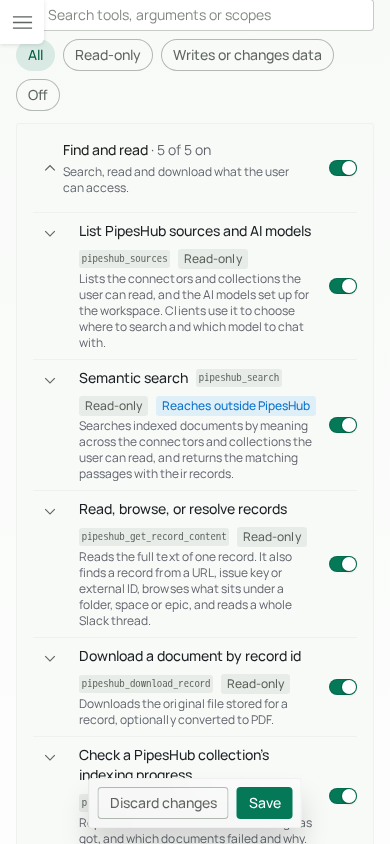 Search tools, arguments or scopes
All
Read-only
Writes or changes data
Off
Find and read · 5 of 5 on
Search, read and download what the user
can access.
List PipesHub sources and AI models
pipeshub_sources
Read-only
Lists the connectors and collections the
user can read, and the AI models set up for
the workspace. Clients use it to choose
where to search and which model to chat
with.
Semantic search
pipeshub_search
Read-only
Reaches outside PipesHub
Searches indexed documents by meaning
across the connectors and collections the
user can read, and returns the matching
passages with their records.
Read, browse, or resolve records
pipeshub_get_record_content
Read-only
Reads the full text of one record. It also
finds a record from a URL, issue key or
external ID, browses what sits under a
folder, space or epic, and reads a whole
Slack thread.
Download a document by record id
pipeshub_download_record
Read-only
Downloads the original file stored for a
record, optionally converted to PDF.
Check a PipesHub collection's
indexing progress
Discard changes
Save
got, and which documents failed and why.